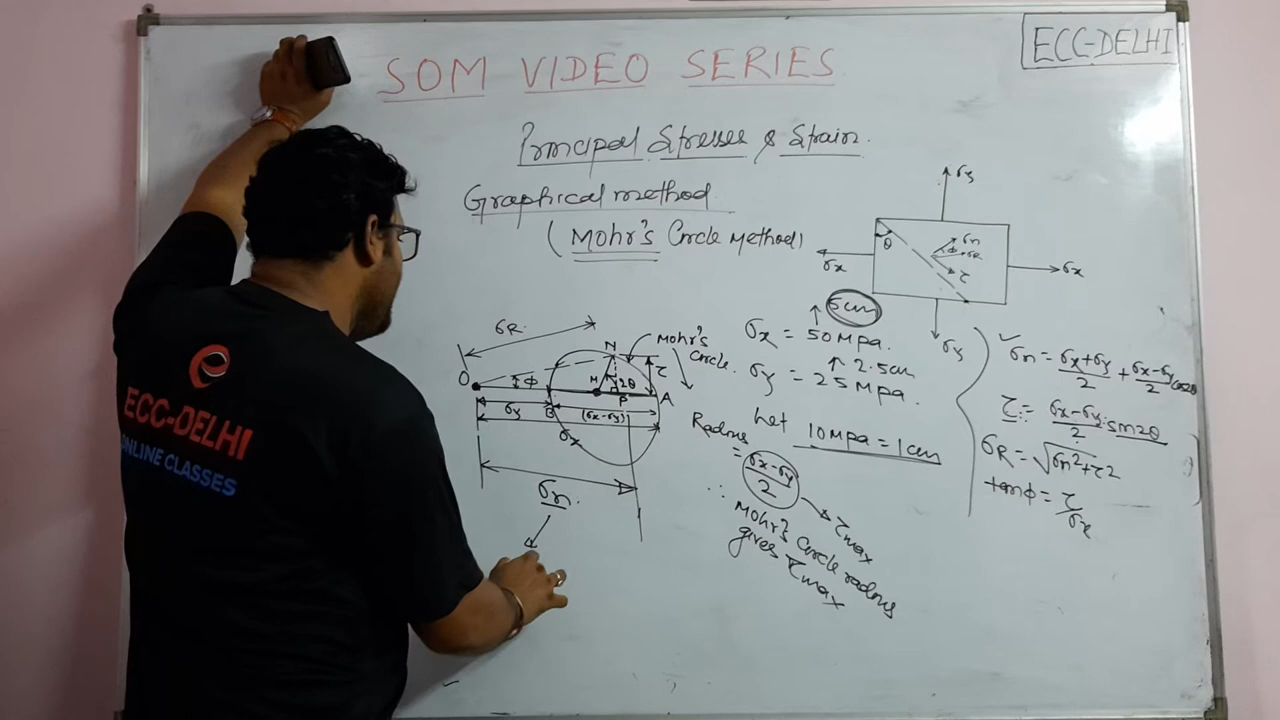 ECC-DELHI
SOM VIDEO SERIES
Principal Stresses & Strain.
Graphical method
(Mohr's Circle Method)
σy
θ
σn
ϕ
σR
τ
σx
σx
σy
5cm
σx = 50 MPa.
2.5cm
σy = 25 MPa.
Let 10MPa = 1cm
σR
N
Mohr's
Circle.
O
ϕ
M
2θ
τ
B
P
A
σy
(σx-σy)
σx
σn.
Radius
= σx-σy/2
τmax
∴ Mohr's Circle radius
gives τmax
σn = σx+σy/2 + σx-σy/2 cos2θ
τ = σx-σy/2 . sin2θ
σR = √σn²+τ²
tanϕ = τ/σx
e
ECC-DELHI
ONLINE CLASSES